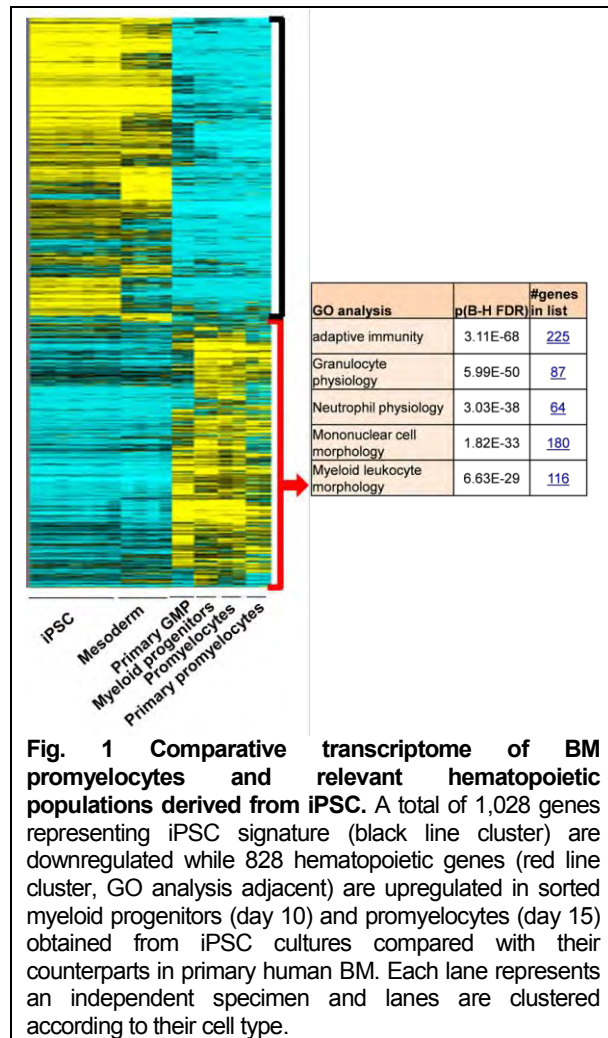 GO analysis p(B-H FDR) #genes in list
adaptive immunity 3.11E-68 225
Granulocyte physiology 5.99E-50 87
Neutrophil physiology 3.03E-38 64
Mononuclear cell morphology 1.82E-33 180
Myeloid leukocyte morphology 6.63E-29 116
iPSC
Mesoderm
Primary GMP
Myeloid progenitors
Promyelocytes
Primary promyelocytes
Fig. 1 Comparative transcriptome of BM
promyelocytes and relevant hematopoietic
populations derived from iPSC. A total of 1,028 genes
representing iPSC signature (black line cluster) are
downregulated while 828 hematopoietic genes (red line
cluster, GO analysis adjacent) are upregulated in sorted
myeloid progenitors (day 10) and promyelocytes (day 15)
obtained from iPSC cultures compared with their
counterparts in primary human BM. Each lane represents
an independent specimen and lanes are clustered
according to their cell type.